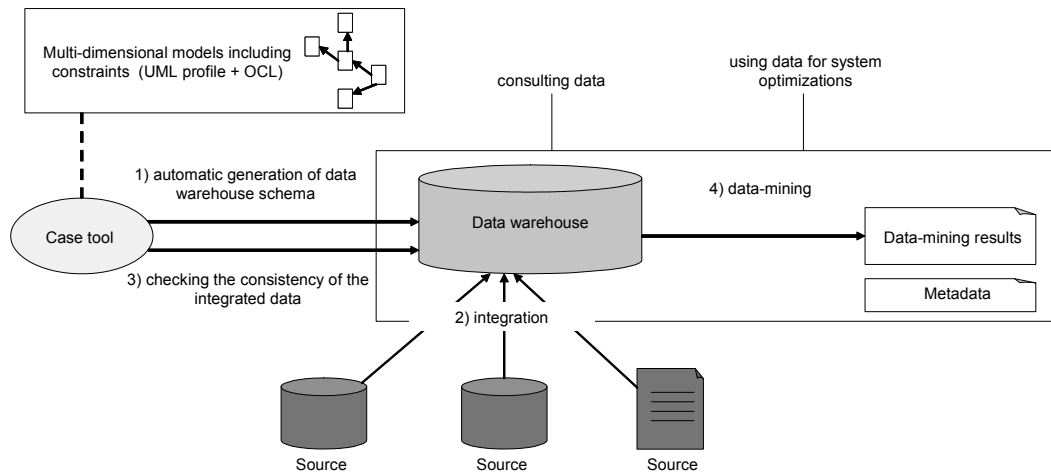 Multi-dimensional models including
constraints (UML profile + OCL)
consulting data
using data for system
optimizations
1) automatic generation of data
warehouse schema
4) data-mining
Case tool
Data warehouse
Data-mining results
3) checking the consistency of the
integrated data
Metadata
2) integration
Source
Source
Source